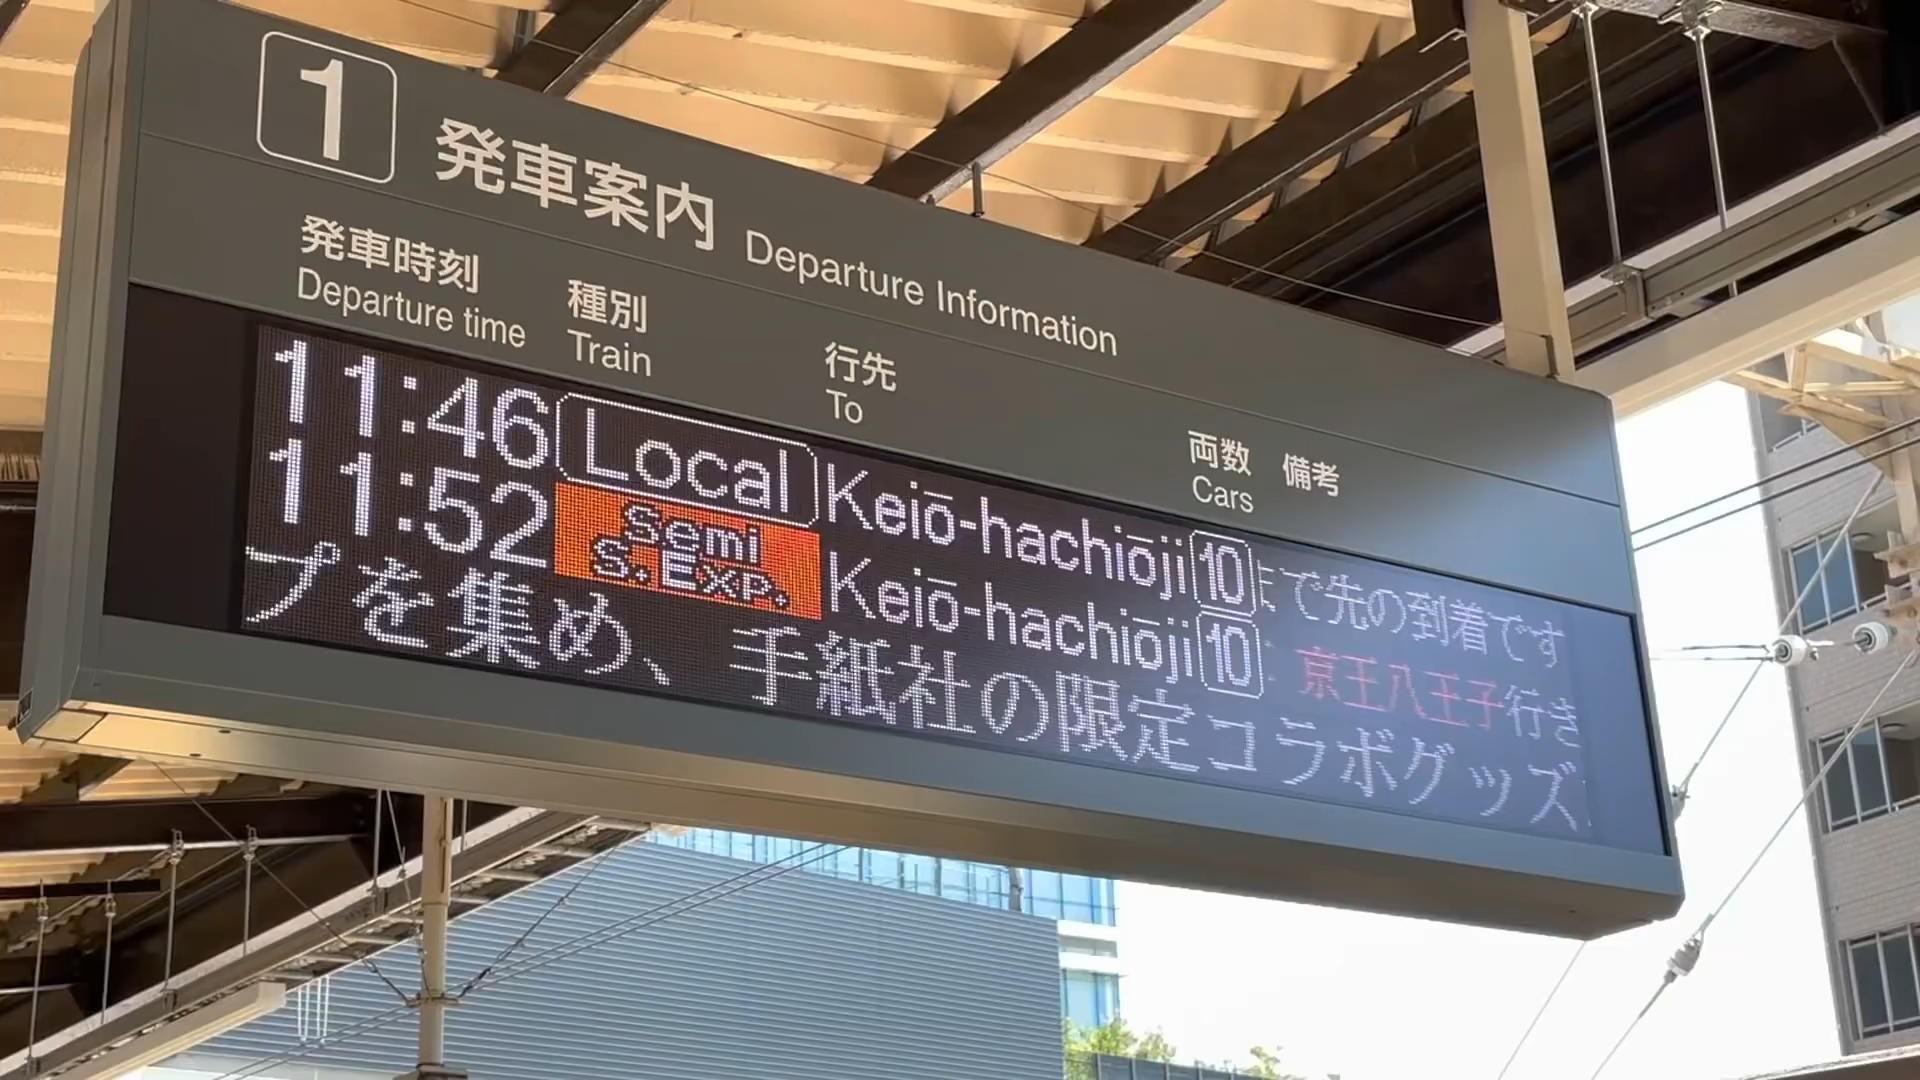 1 発車案内 Departure Information
発車時刻 種別 行先 両数 備考
Departure time Train To Cars
11:46 Local Keiō-hachiōji 10 まで先の到着です
11:52 Semi S. Exp. Keiō-hachiōji 10 京王八王子行き
プを集め、手紙社の限定コラボグッズ